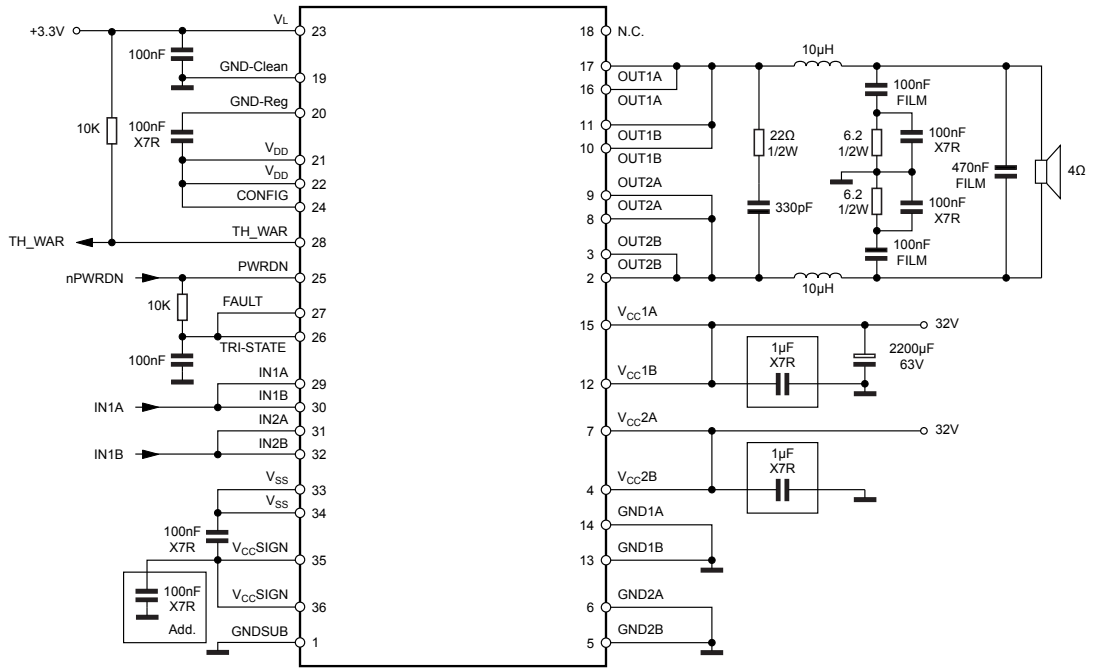 +3.3V
VL
23
100nF
GND-Clean
19
GND-Reg
20
10K
100nF
X7R
VDD
21
VDD
22
CONFIG
24
TH_WAR
TH_WAR
28
nPWRDN
PWRDN
25
10K
FAULT
27
TRI-STATE
26
100nF
IN1A
29
IN1A
IN1B
30
IN2A
31
IN1B
IN2B
32
VSS
33
VSS
34
100nF
X7R
VCCSIGN
35
100nF
X7R
Add.
VCCSIGN
36
GNDSUB
1
18 N.C.
17
OUT1A
16
OUT1A
11
OUT1B
10
OUT1B
OUT2A
9
OUT2A
8
OUT2B
3
OUT2B
2
10µH
22Ω
1/2W
330pF
100nF
FILM
6.2
1/2W
100nF
X7R
6.2
1/2W
100nF
X7R
100nF
FILM
10µH
470nF
FILM
4Ω
VCC1A
15
32V
1µF
X7R
2200µF
63V
VCC1B
12
VCC2A
7
32V
1µF
X7R
VCC2B
4
GND1A
14
GND1B
13
GND2A
6
GND2B
5